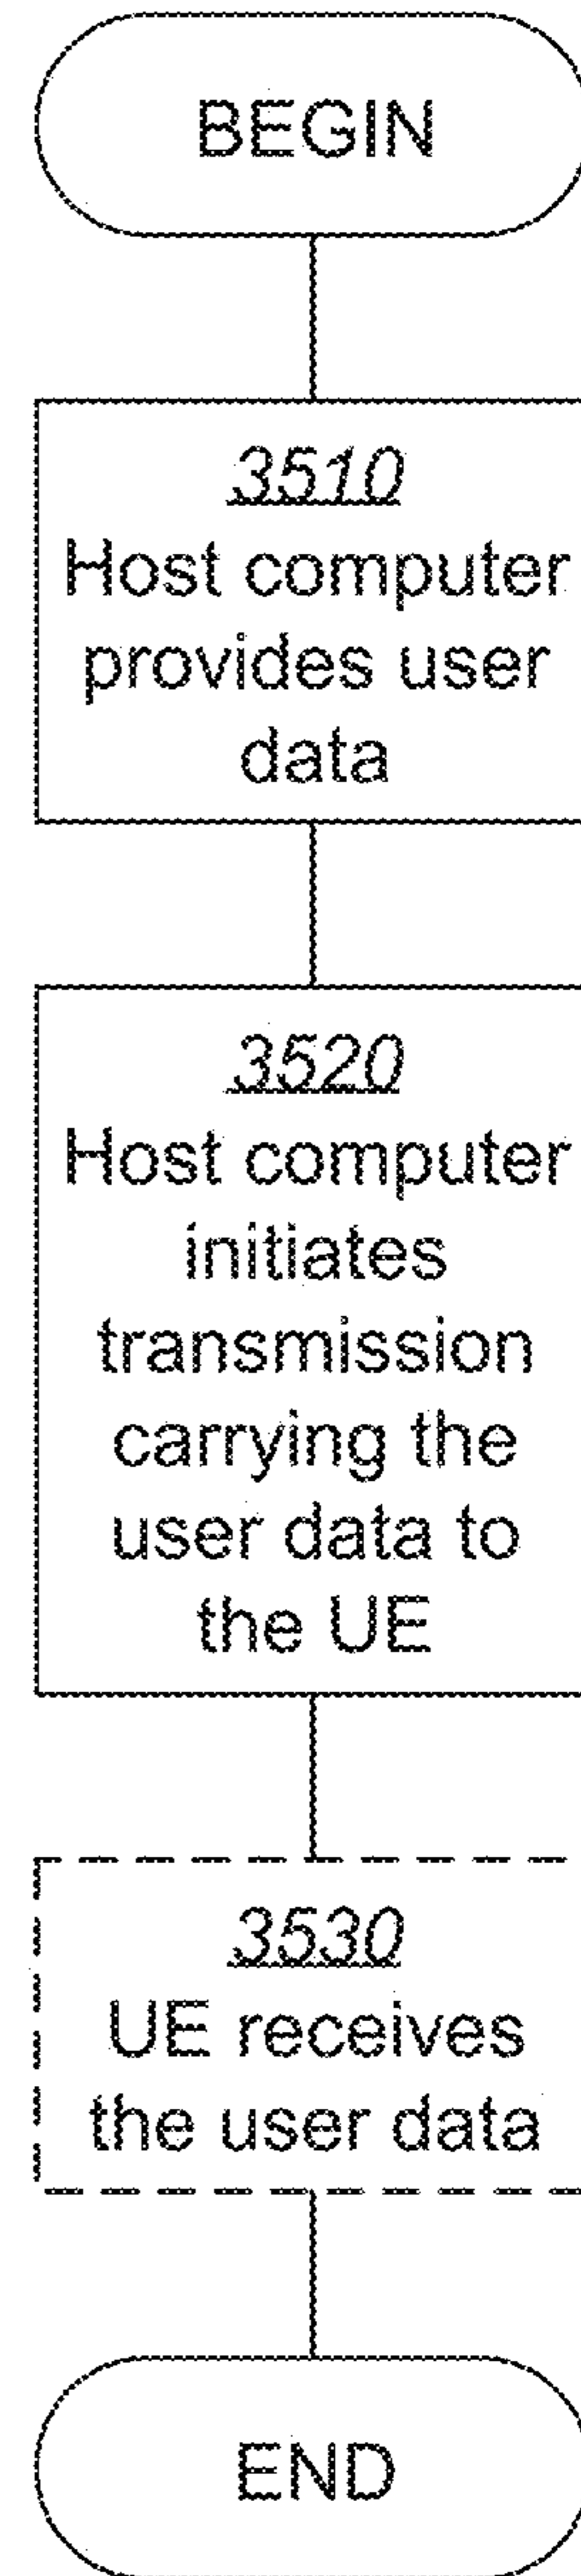 BEGIN
3510
Host computer
provides user
data
3520
Host computer
initiates
transmission
carrying the
user data to
the UE
3530
UE receives
the user data
END